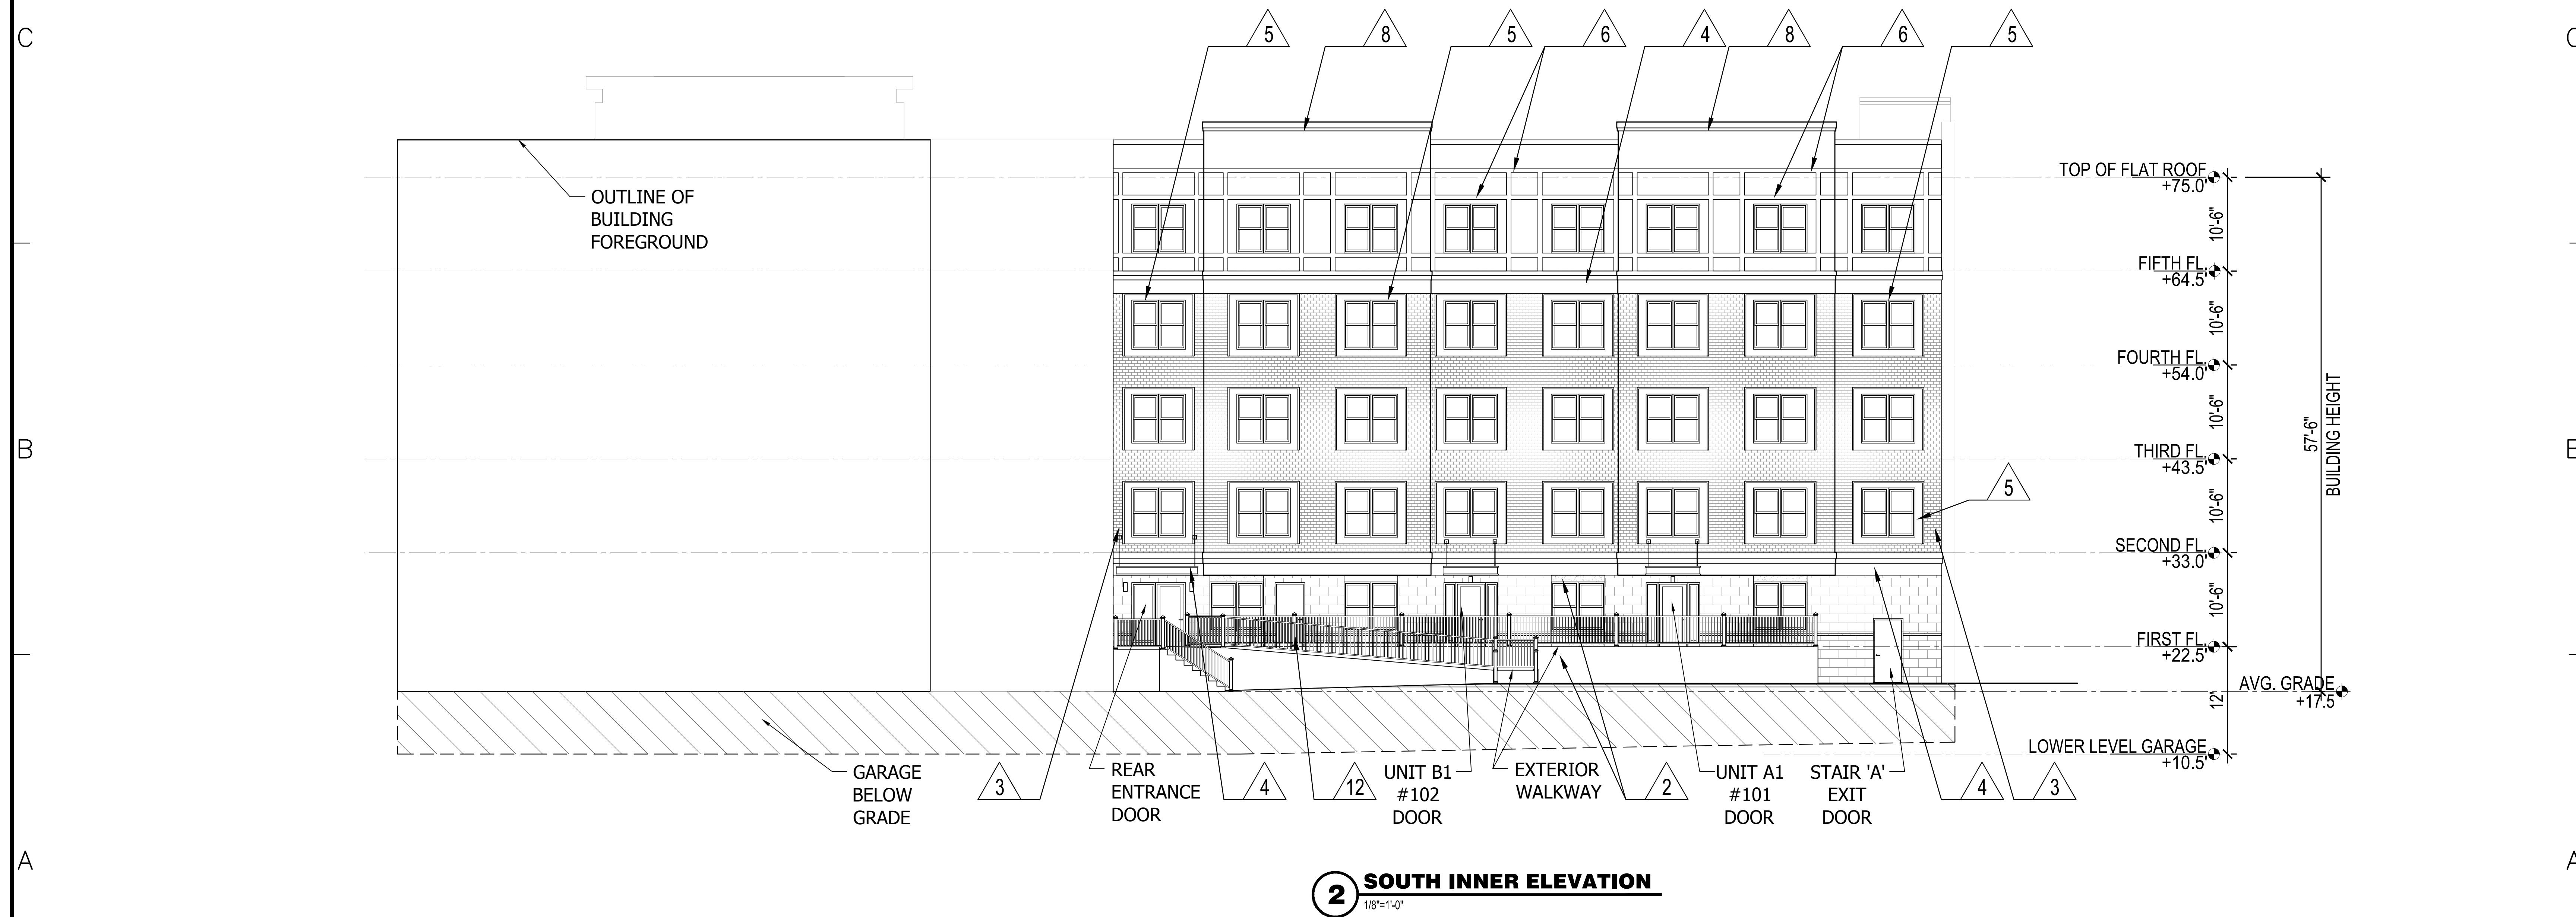 C
5
8
5
6
4
8
6
5
C
OUTLINE OF
BUILDING
FOREGROUND
TOP OF FLAT ROOF
+75.0'
10'-6"
FIFTH FL.
+64.5'
10'-6"
FOURTH FL.
+54.0'
10'-6"
THIRD FL.
+43.5'
10'-6"
SECOND FL.
+33.0'
10'-6"
FIRST FL.
+22.5'
AVG. GRADE
+17.5'
12'
LOWER LEVEL GARAGE
+10.5'
57'-6"
BUILDING HEIGHT
B
5
GARAGE
BELOW
GRADE
3
REAR
ENTRANCE
DOOR
4
12
UNIT B1
#102
DOOR
EXTERIOR
WALKWAY
2
UNIT A1
#101
DOOR
STAIR 'A'
EXIT
DOOR
4
3
A
A
2
SOUTH INNER ELEVATION
1/8"=1'-0"